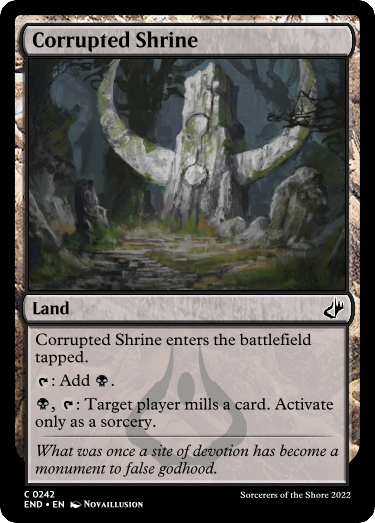 Corrupted Shrine
Land
Corrupted Shrine enters the battlefield
tapped.
: Add .
, : Target player mills a card. Activate
only as a sorcery.
What was once a site of devotion has become a
monument to false godhood.
C 0242
END • EN NOVAILLUSION
Sorcerers of the Shore 2022